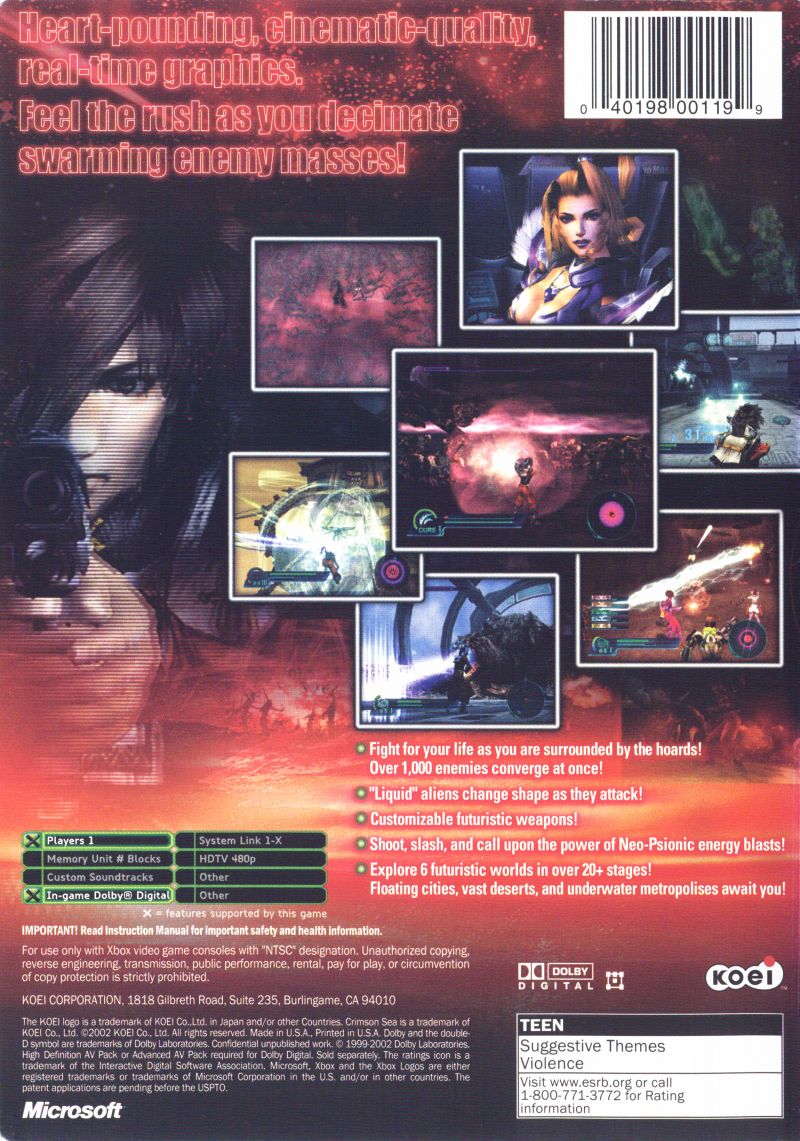 Heart-pounding, cinematic-quality,
real-time graphics.
Feel the rush as you decimate
swarming enemy masses!
0 40198 00119 9
CURE
Fight for your life as you are surrounded by the hoards!
Over 1,000 enemies converge at once!
"Liquid" aliens change shape as they attack!
Customizable futuristic weapons!
Shoot, slash, and call upon the power of Neo-Psionic energy blasts!
Explore 6 futuristic worlds in over 20+ stages!
Floating cities, vast deserts, and underwater metropolises await you!
Players 1
System Link 1-X
Memory Unit # Blocks
HDTV 480p
Custom Soundtracks
Other
In-game Dolby® Digital
Other
X = features supported by this game
IMPORTANT! Read Instruction Manual for important safety and health information.
For use only with Xbox video game consoles with "NTSC" designation. Unauthorized copying,
reverse engineering, transmission, public performance, rental, pay for play, or circumvention
of copy protection is strictly prohibited.
KOEI CORPORATION, 1818 Gilbreth Road, Suite 235, Burlingame, CA 94010
The KOEI logo is a trademark of KOEI Co.,Ltd. in Japan and/or other Countries. Crimson Sea is a trademark of
KOEI Co., Ltd. ©2002 KOEI Co., Ltd. All rights reserved. Made in U.S.A., Printed in U.S.A. Dolby and the double-
D symbol are trademarks of Dolby Laboratories. Confidential unpublished work. © 1999-2002 Dolby Laboratories.
High Definition AV Pack or Advanced AV Pack required for Dolby Digital. Sold separately. The ratings icon is a
trademark of the Interactive Digital Software Association. Microsoft, Xbox and the Xbox Logos are either
registered trademarks or trademarks of Microsoft Corporation in the U.S. and/or in other countries. The
patent applications are pending before the USPTO.
Microsoft
DOLBY
DIGITAL
KOEI TM
TEEN
Suggestive Themes
Violence
Visit www.esrb.org or call
1-800-771-3772 for Rating
information